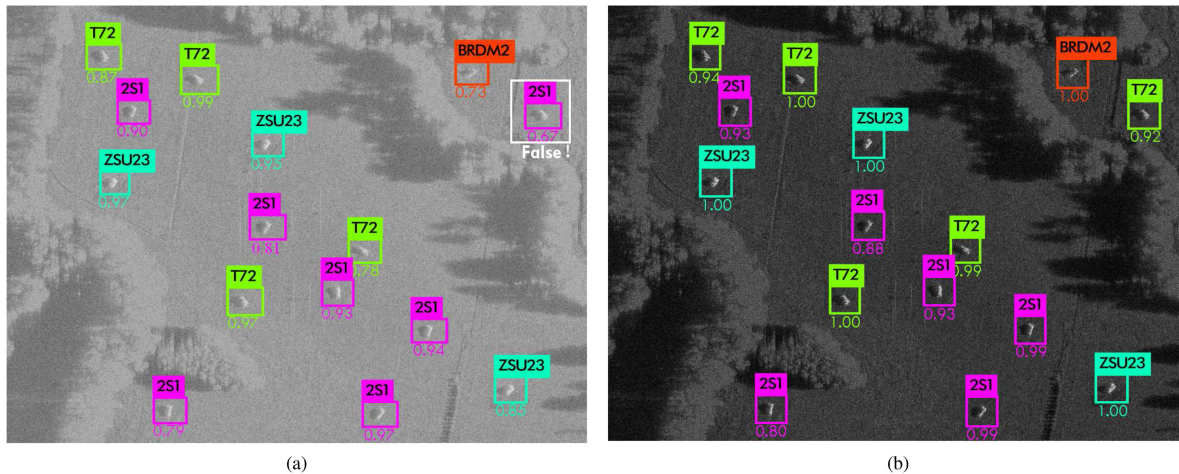 T72
0.87
T72
0.99
BRDM2
0.73
2S1
0.90
2S1
0.67
False !
ZSU23
0.95
ZSU23
0.97
2S1
0.81
T72
0.78
T72
0.97
2S1
0.93
2S1
0.94
ZSU23
0.85
2S1
0.79
2S1
0.97
(a)
T72
0.94
T72
1.00
BRDM2
1.00
2S1
0.93
T72
0.92
ZSU23
1.00
ZSU23
1.00
2S1
0.88
T72
0.99
T72
1.00
2S1
0.93
2S1
0.99
ZSU23
1.00
2S1
0.80
2S1
0.99
(b)